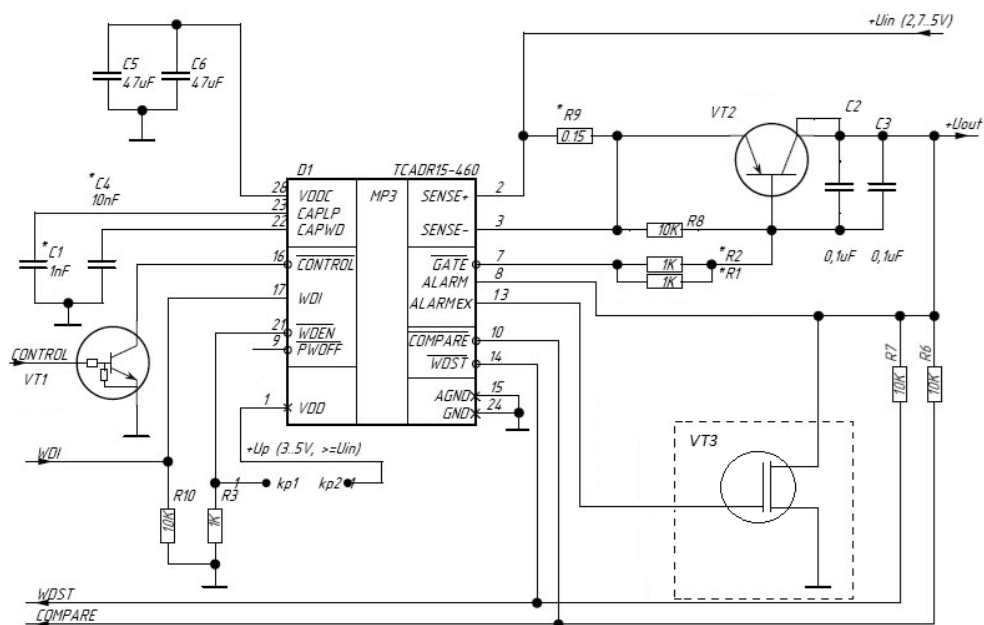 +Uin (2,7..5V)
C5
47uF
C6
47uF
*R9
0.15
VT2
C2
C3
+Uout
D1
TCADR15-460
*C4
10nF
28
VDDC
MP3
SENSE+
2
23
CAPLP
22
CAPWD
SENSE-
3
R8
10K
*C1
1nF
16
CONTROL
GATE
7
1K
*R2
0,1uF
0,1uF
ALARM
8
1K
*R1
17
WDI
ALARMEX
13
21
WDEN
COMPARE
10
9
PWOFF
WDST
14
R7
10K
R6
10K
CONTROL
VT1
AGND
15
1
VDD
GND
24
VT3
+Up (3..5V, >=Uin)
WDI
1
kp1
kp2
1
R10
10K
R3
1K
WDST
COMPARE